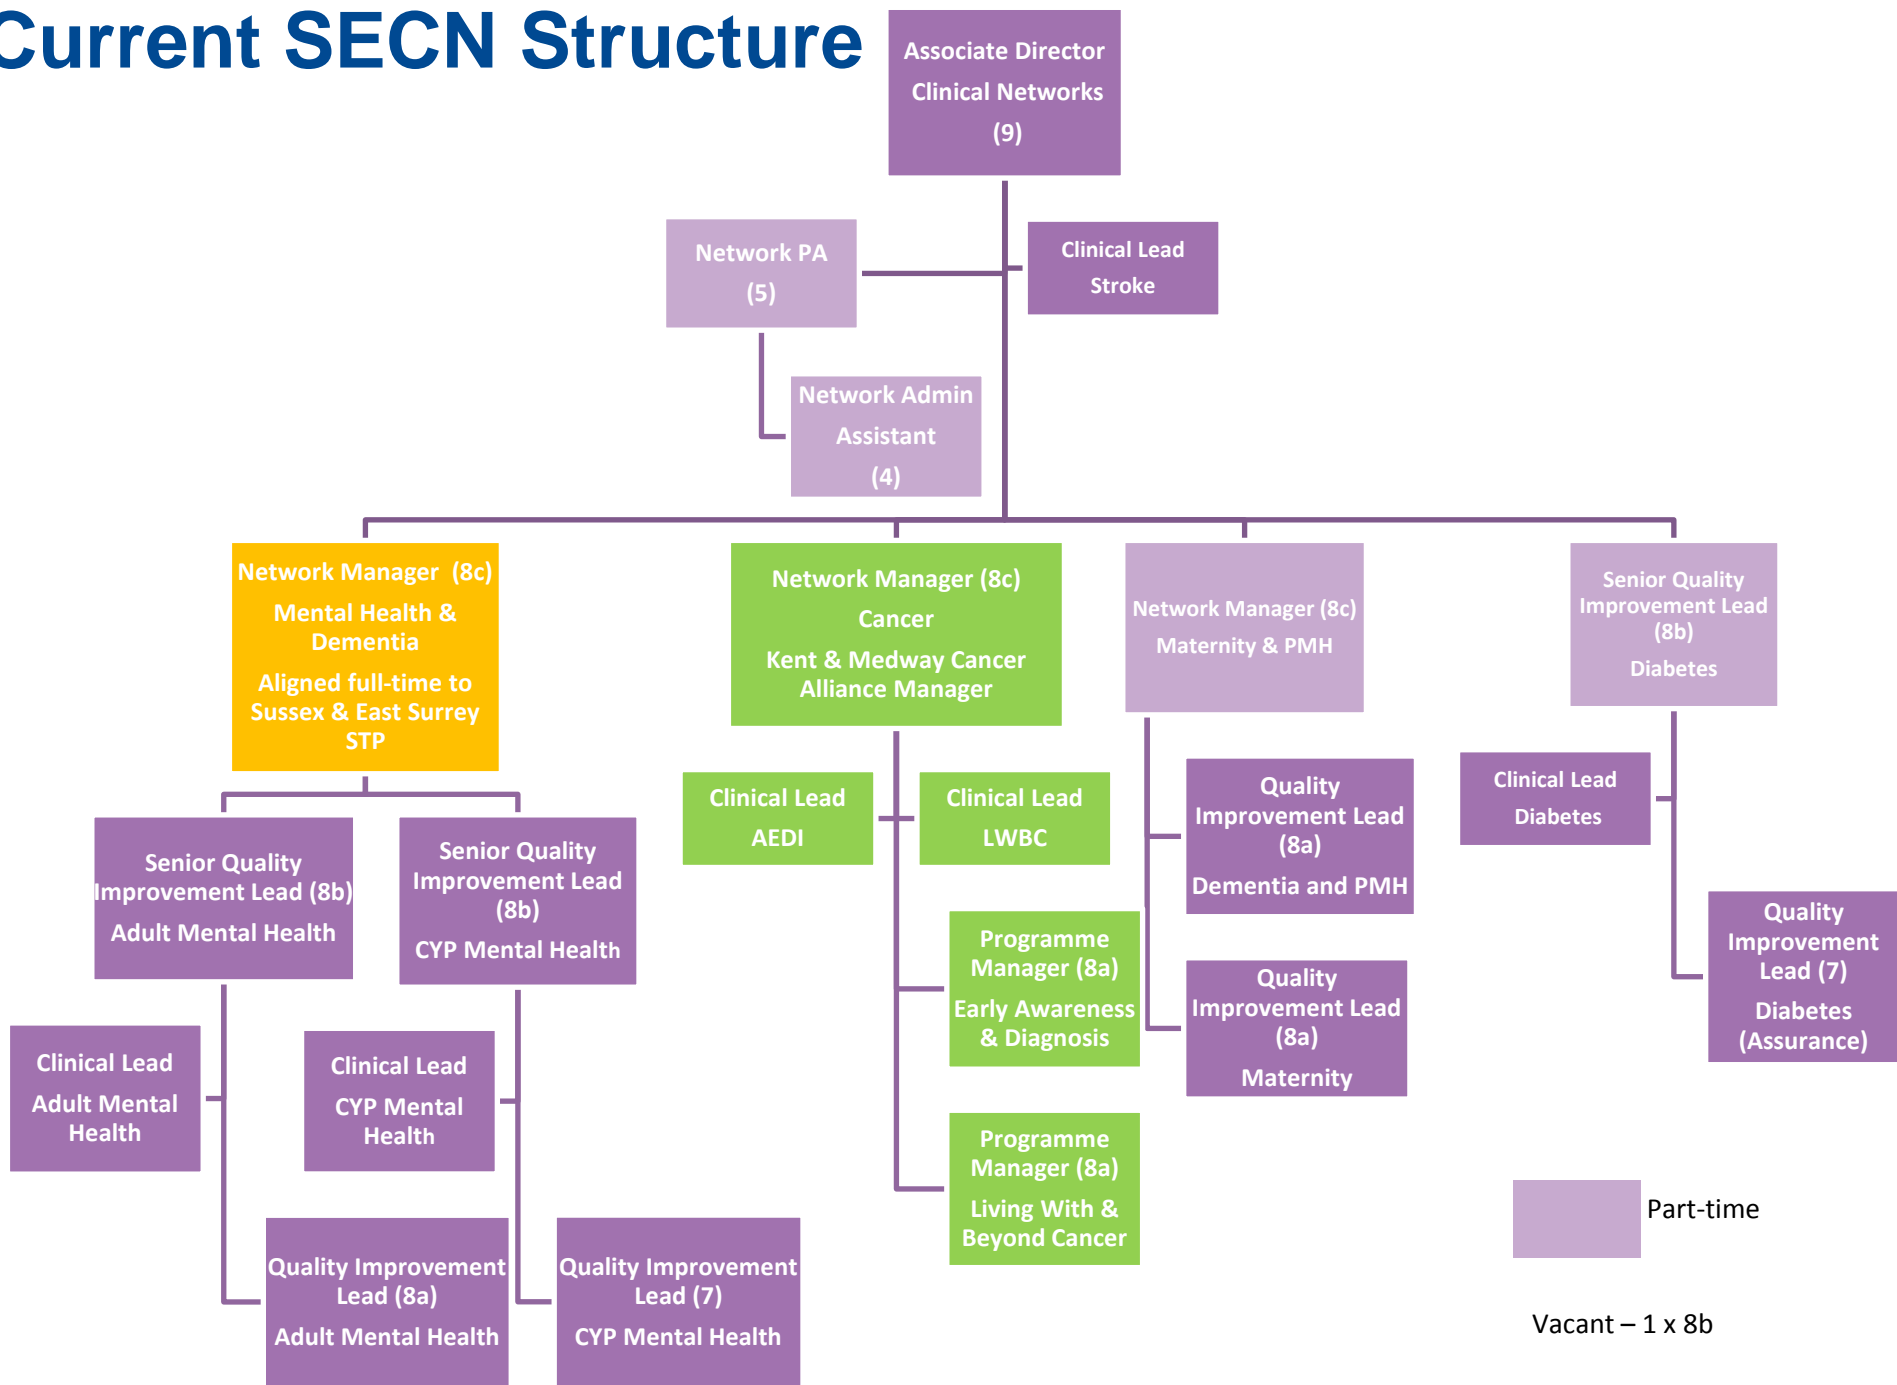 Current SECN Structure
Associate Director
Clinical Networks
(9)
Network PA
(5)
Clinical Lead
Stroke
Network Admin
Assistant
(4)
Network Manager (8c)
Mental Health &
Dementia
Aligned full-time to
Sussex & East Surrey
STP
Network Manager (8c)
Cancer
Kent & Medway Cancer
Alliance Manager
Network Manager (8c)
Maternity & PMH
Senior Quality
Improvement Lead
(8b)
Diabetes
Senior Quality
Improvement Lead (8b)
Adult Mental Health
Senior Quality
Improvement Lead
(8b)
CYP Mental Health
Clinical Lead
AEDI
Clinical Lead
LWBC
Quality
Improvement Lead
(8a)
Dementia and PMH
Clinical Lead
Diabetes
Programme
Manager (8a)
Early Awareness
& Diagnosis
Quality
Improvement Lead
(8a)
Maternity
Quality
Improvement
Lead (7)
Diabetes
(Assurance)
Clinical Lead
Adult Mental
Health
Clinical Lead
CYP Mental
Health
Programme
Manager (8a)
Living With &
Beyond Cancer
Quality Improvement
Lead (8a)
Adult Mental Health
Quality Improvement
Lead (7)
CYP Mental Health
Part-time
Vacant – 1 x 8b